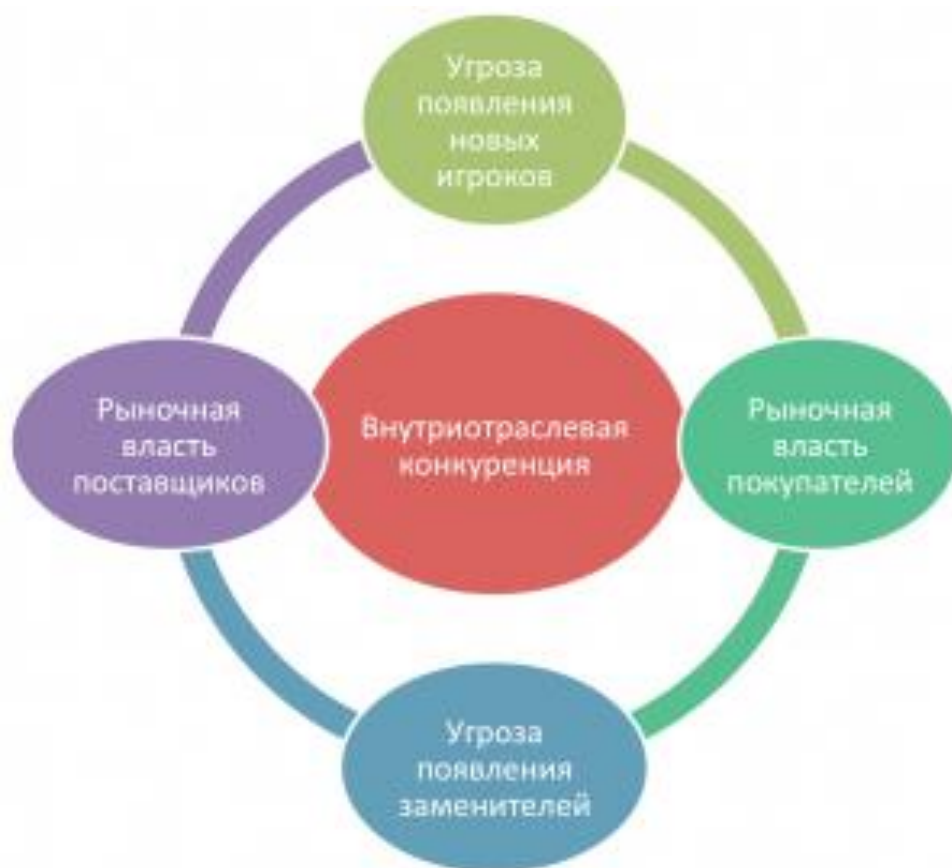 Угроза
появления
новых
игроков
Рыночная
власть
поставщиков
Внутриотраслевая
конкуренция
Рыночная
власть
покупателей
Угроза
появления
заменителей